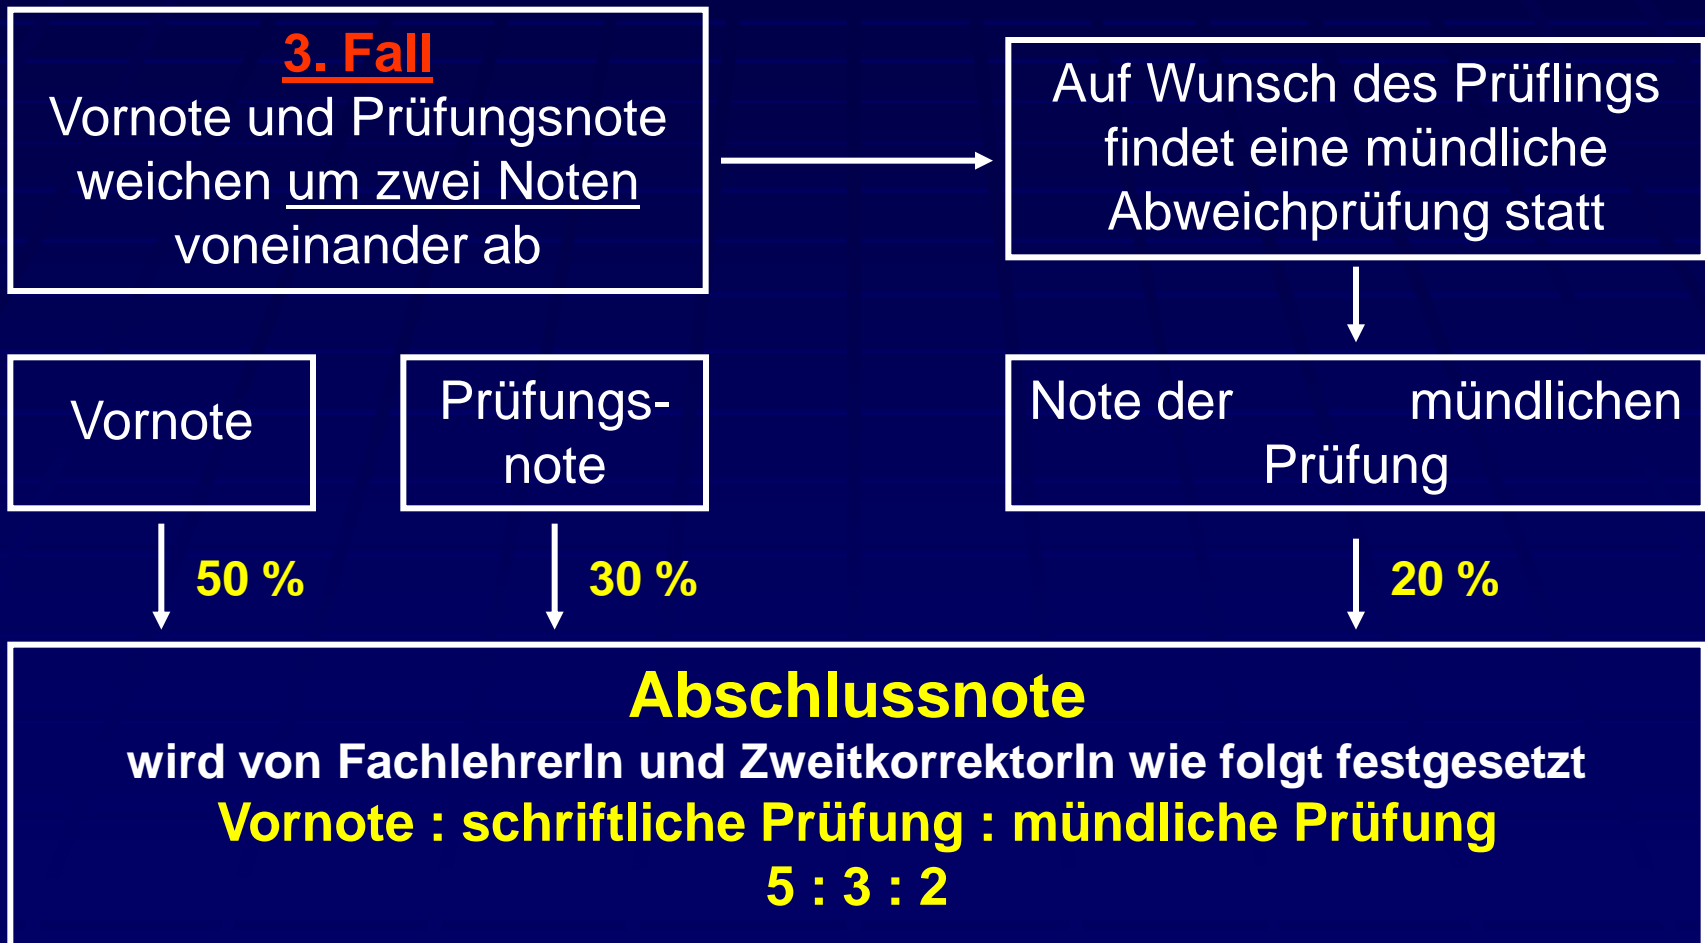 3. Fall
Vornote und Prüfungsnote
weichen um zwei Noten
voneinander ab
Auf Wunsch des Prüflings
findet eine mündliche
Abweichprüfung statt
Vornote
Prüfungs-
note
Note der mündlichen
Prüfung
50 %
30 %
20 %
Abschlussnote
wird von FachlehrerIn und ZweitkorrektorIn wie folgt festgesetzt
Vornote : schriftliche Prüfung : mündliche Prüfung
5 : 3 : 2